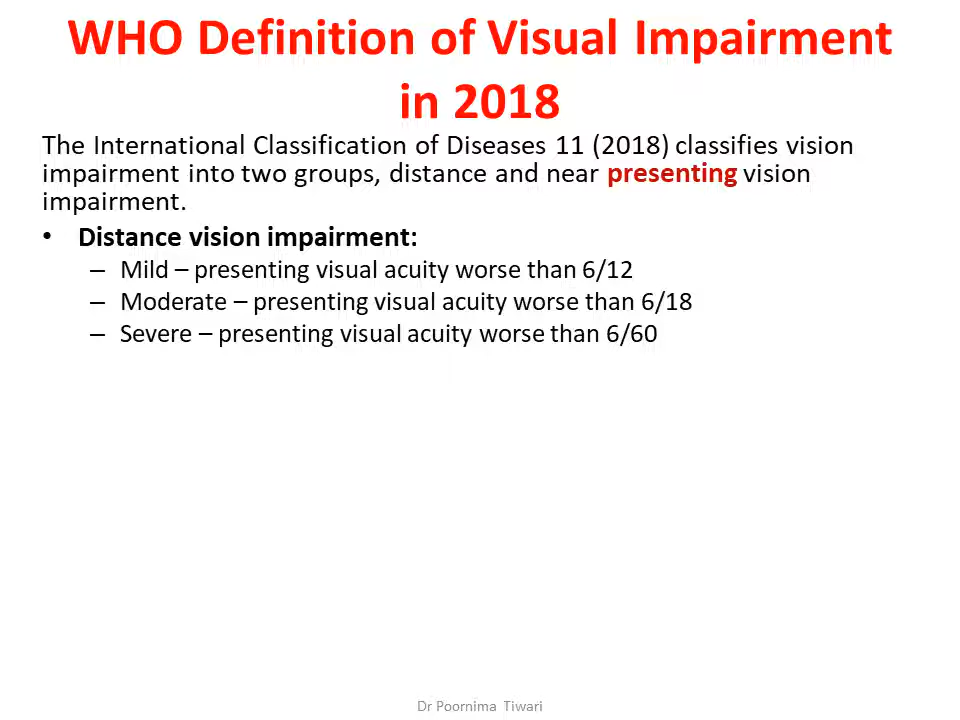 WHO Definition of Visual Impairment
in 2018
The International Classification of Diseases 11 (2018) classifies vision
impairment into two groups, distance and near presenting vision
impairment.
• Distance vision impairment:
– Mild – presenting visual acuity worse than 6/12
– Moderate – presenting visual acuity worse than 6/18
– Severe – presenting visual acuity worse than 6/60
Dr Poornima Tiwari